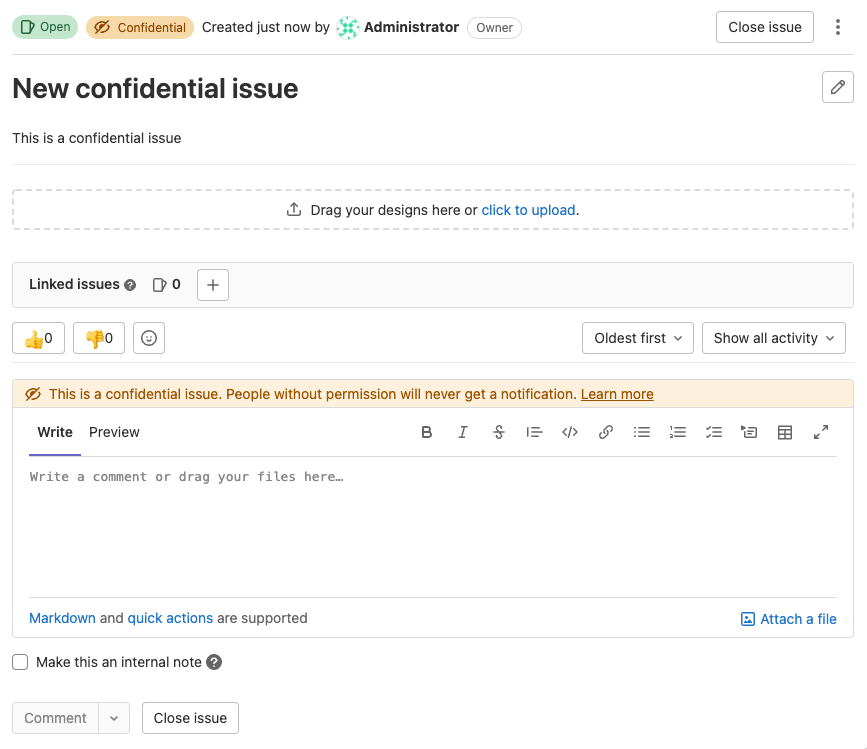 Open Confidential Created just now by Administrator Owner Close issue
New confidential issue
This is a confidential issue
Drag your designs here or click to upload.
Linked issues ? 0
0 0 Oldest first Show all activity
This is a confidential issue. People without permission will never get a notification. Learn more
Write Preview B I S
Write a comment or drag your files here…
Markdown and quick actions are supported Attach a file
Make this an internal note ?
Comment Close issue